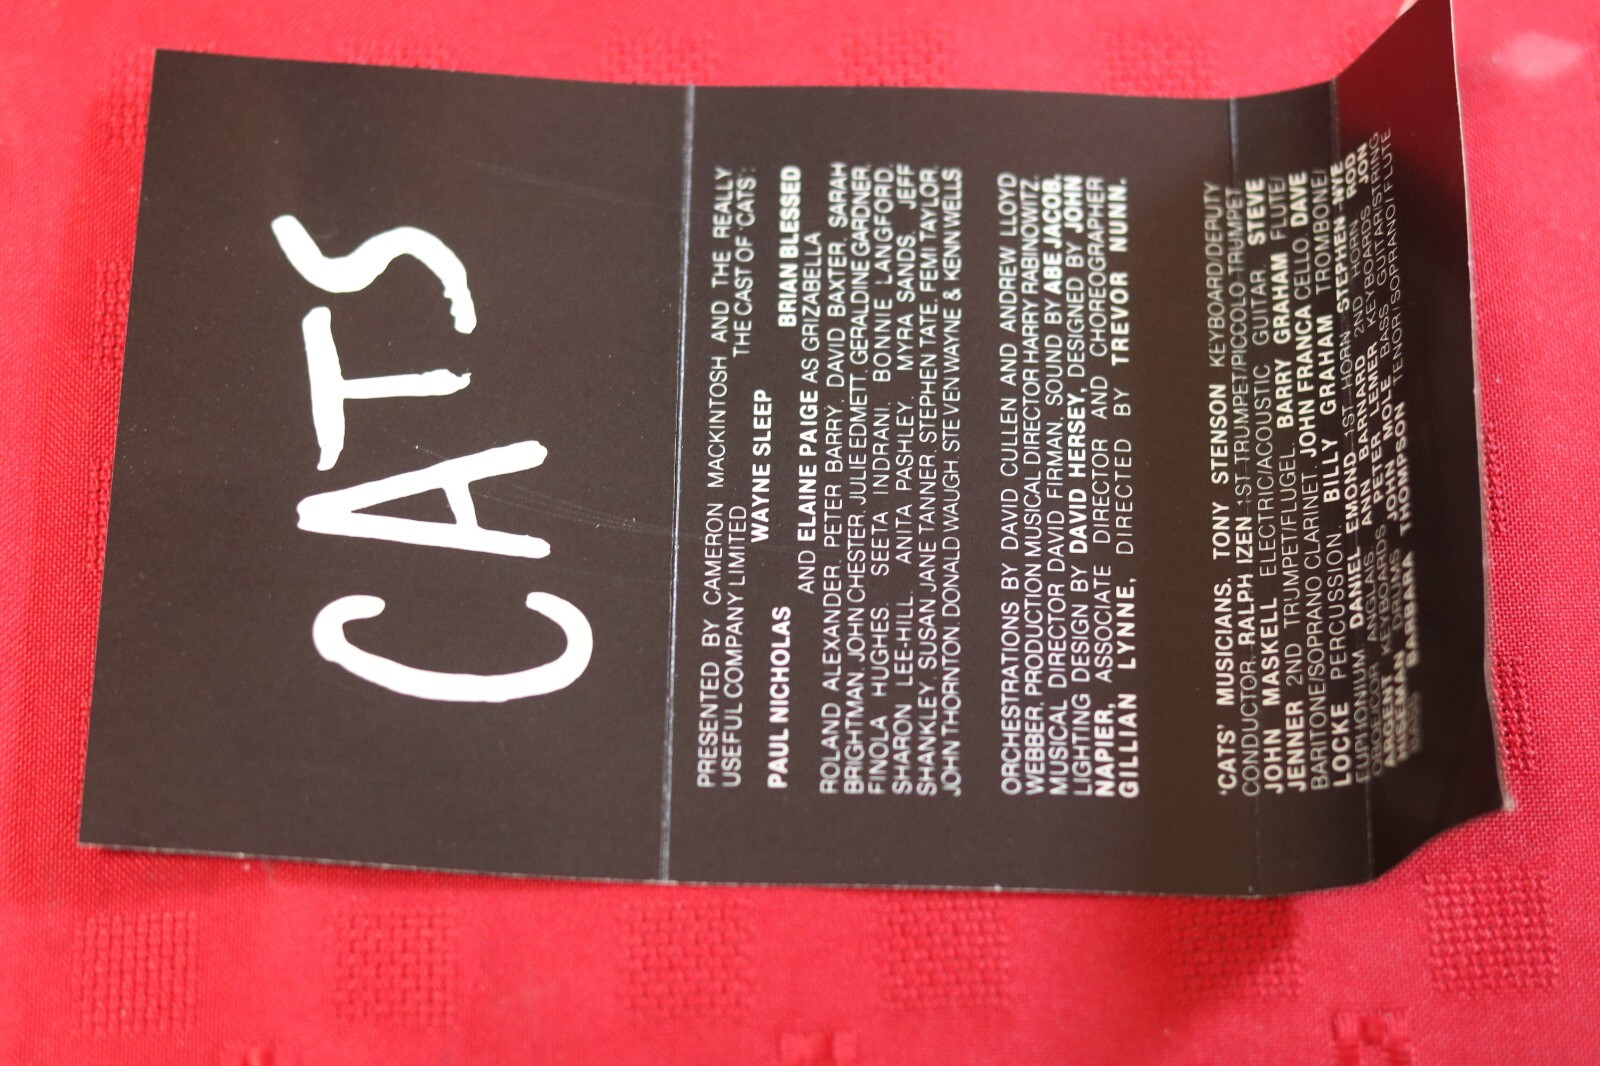 CATS
PRESENTED BY CAMERON MACKINTOSH AND THE REALLY
USEFUL COMPANY LIMITED THE CAST OF 'CATS':
WAYNE SLEEP
PAUL NICHOLAS BRIAN BLESSED
AND ELAINE PAIGE AS GRIZABELLA
ROLAND ALEXANDER, PETER BARRY, DAVID BAXTER, SARAH
BRIGHTMAN, JOHN CHESTER, JULIE EDMETT, GERALDINE GARDNER,
FINOLA HUGHES, SEETA INDRANI, BONNIE LANGFORD,
SHARON LEE-HILL, ANITA PASHLEY, MYRA SANDS, JEFF
SHANKLEY, SUSAN JANE TANNER, STEPHEN TATE, FEMI TAYLOR,
JOHN THORNTON, DONALD WAUGH, STEVEN WAYNE & KENN WELLS
ORCHESTRATIONS BY DAVID CULLEN AND ANDREW LLOYD
WEBBER, PRODUCTION MUSICAL DIRECTOR HARRY RABINOWITZ.
MUSICAL DIRECTOR DAVID FIRMAN, SOUND BY ABE JACOB,
LIGHTING DESIGN BY DAVID HERSEY, DESIGNED BY JOHN
NAPIER, ASSOCIATE DIRECTOR AND CHOREOGRAPHER
GILLIAN LYNNE, DIRECTED BY TREVOR NUNN.
'CATS' MUSICIANS. TONY STENSON KEYBOARD/DEPUTY
CONDUCTOR. RALPH IZEN 1ST TRUMPET/PICCOLO TRUMPET.
JOHN MASKELL ELECTRIC/ACOUSTIC GUITAR. STEVE
JENNER 2ND TRUMPET/FLUGEL. BARRY GRAHAM FLUTE/
BARITONE/SOPRANO CLARINET. JOHN FRANCA CELLO. DAVE
LOCKE PERCUSSION. BILLY GRAHAM TROMBONE/
EUPHONIUM. DANIEL EMOND 1ST HORN. STEPHEN NYE
OBOE/COR ANGLAIS. ANN BARNARD 2ND HORN. ROD
ARGENT KEYBOARDS. PETER LEMER KEYBOARDS. JON
HISEMAN DRUMS. JOHN MOLE BASS GUITAR/STRING
BASS. BARBARA THOMPSON TENOR/SOPRANO/FLUTE